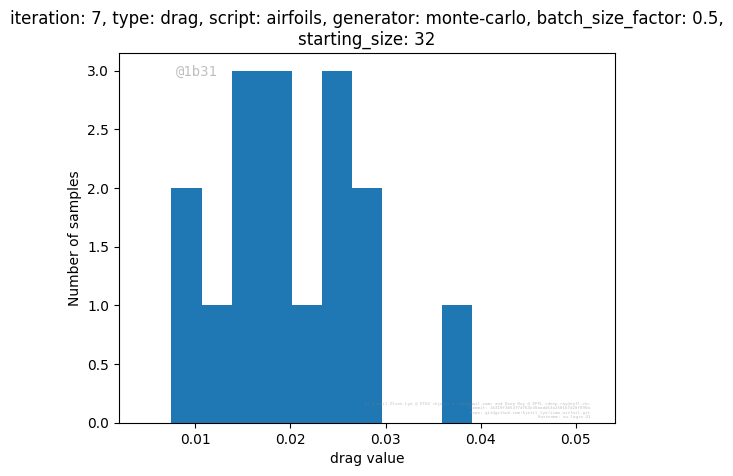 iteration: 7, type: drag, script: airfoils, generator: monte-carlo, batch_size_factor: 0.5,
starting_size: 32
@1b31
3.0
2.5
2.0
1.5
1.0
0.5
0.0
Number of samples
0.01 0.02 0.03 0.04 0.05
drag value